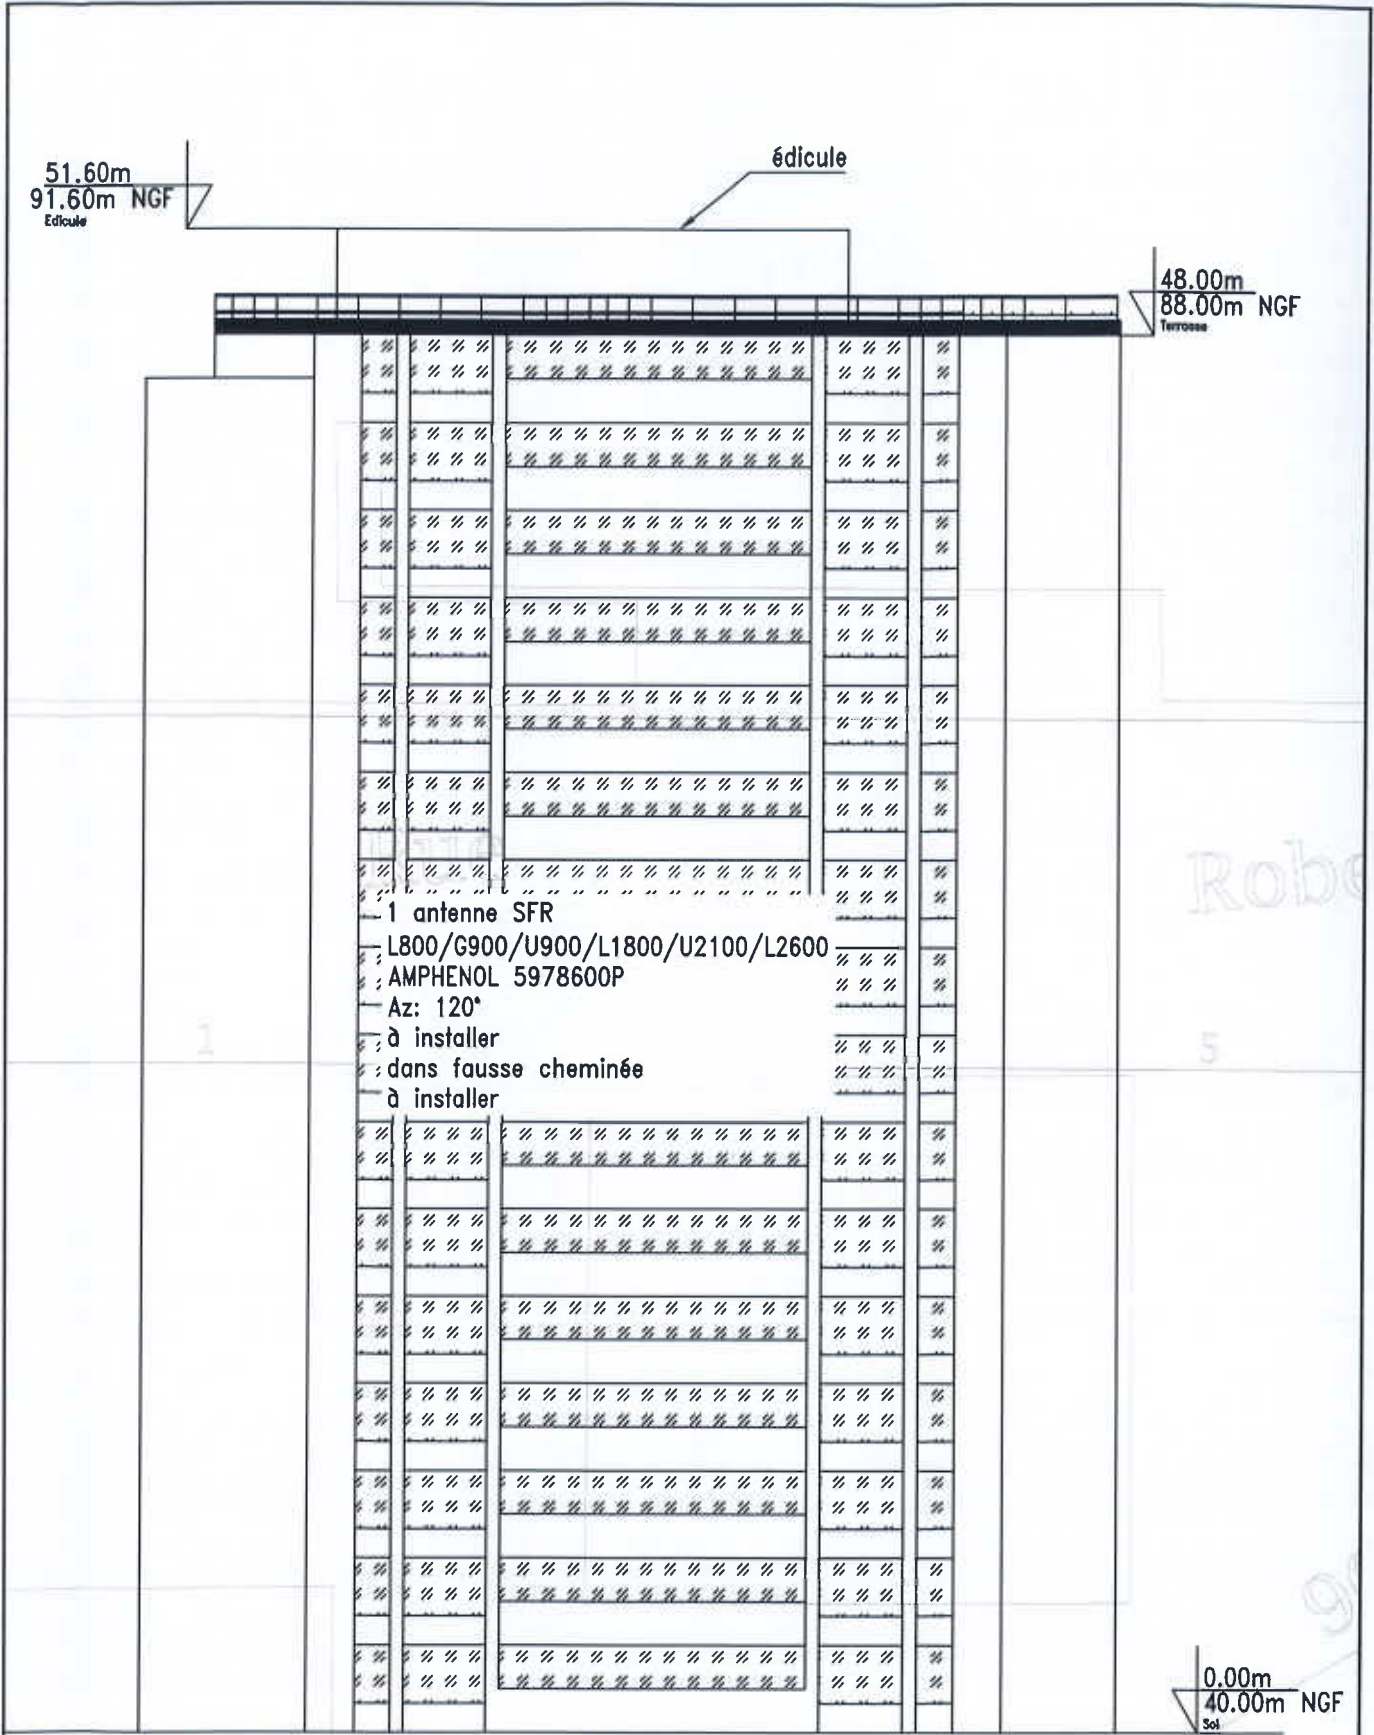 édicule
51.60m
91.60m NGF
Edicule
48.00m
88.00m NGF
Terrasse
Rue
Robe
1 antenne SFR
L800/G900/U900/L1800/U2100/L2600
AMPHENOL 5978600P
Az: 120°
à installer
dans fausse cheminée
à installer
1
5
0.00m
40.00m NGF
Sol